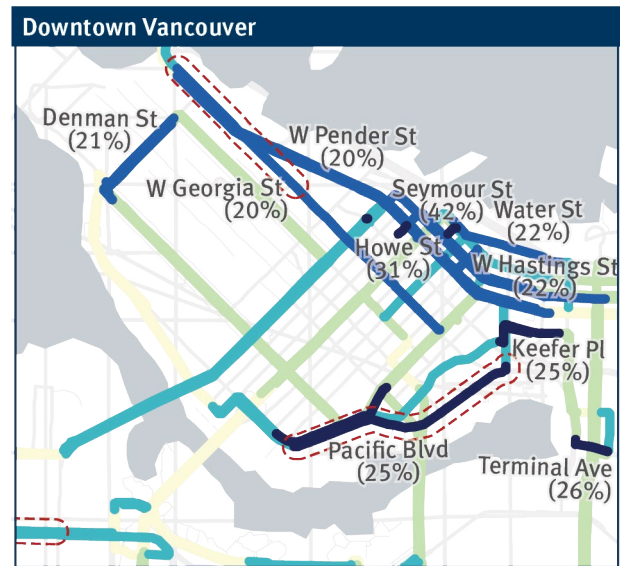 Downtown Vancouver
Denman St
(21%)
W Pender St
(20%)
W Georgia St
(20%)
Seymour St
(42%)
Water St
(22%)
Howe St
(31%)
W Hastings St
(22%)
Keefer Pl
(25%)
Pacific Blvd
(25%)
Terminal Ave
(26%)